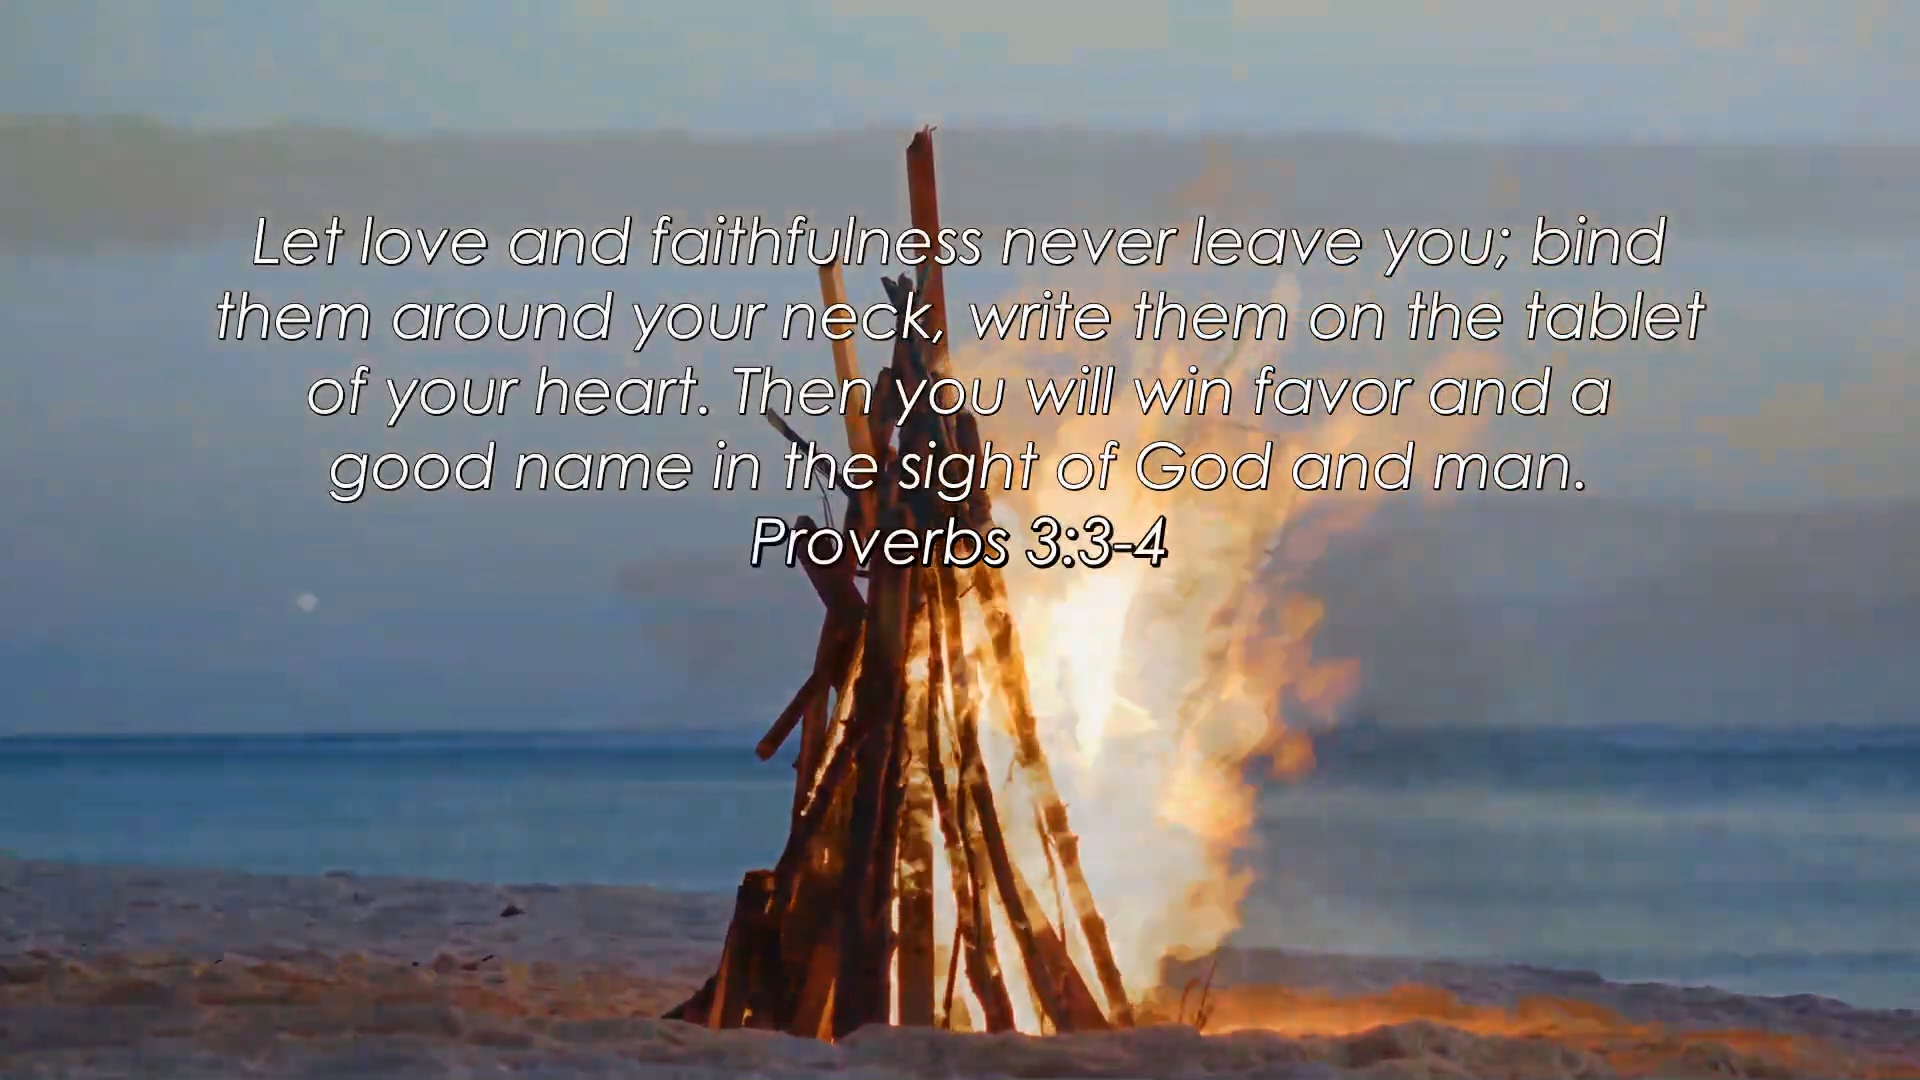 Let love and faithfulness never leave you; bind
them around your neck, write them on the tablet
of your heart. Then you will win favor and a
good name in the sight of God and man.
Proverbs 3:3-4